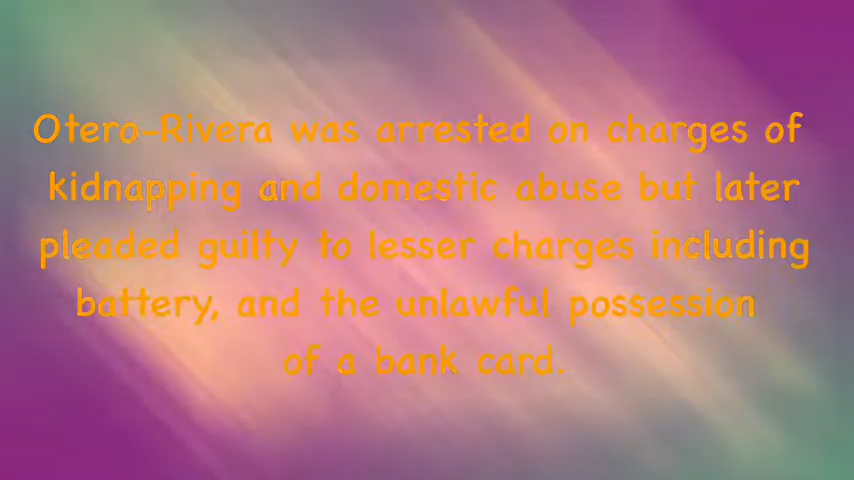 Otero-Rivera was arrested on charges of
kidnapping and domestic abuse but later
pleaded guilty to lesser charges including
battery, and the unlawful possession
of a bank card.